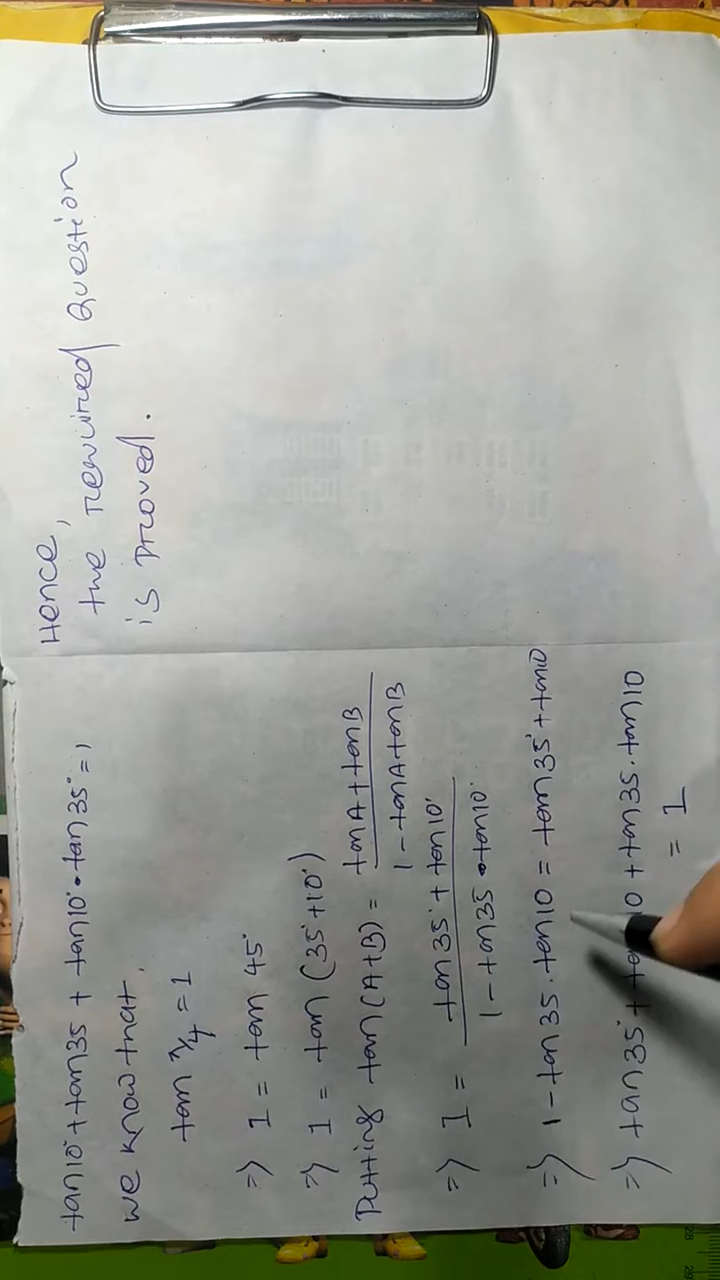 tan10° + tan35 + tan10° • tan35° = 1
we know that,
tan π/4 = 1
=> 1 = tan 45°
=> 1 = tan (35° + 10°)
Putting tan(A+B) = tanA + tanB / 1 - tanA tanB
=> 1 = tan35° + tan10° / 1 - tan35 • tan10°
=> 1 - tan35 . tan10 = tan35° + tan10
=> tan35° + + tan35 . tan10
= 1
Hence,
the required question
is proved.
28 29